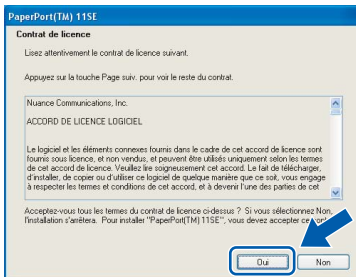 PaperPort(TM) 11SE
Contrat de licence
Lisez attentivement le contrat de licence suivant.
Appuyez sur la touche Page suiv. pour voir le reste du contrat.
Nuance Communications, Inc.
ACCORD DE LICENCE LOGICIEL
Le logiciel et les éléments connexes fournis dans le cadre de cet accord de licence sont
fournis sous licence, et non vendus, et peuvent être utilisés uniquement selon les termes
de cet accord de licence. Veuillez lire soigneusement cet accord. Le fait de télécharger,
d'installer, de copier ou d'utiliser ce logiciel de quelque manière que ce soit, vous engage
à respecter les termes et conditions de cet accord, et à devenir l'une des parties de cet
Acceptez-vous tous les termes du contrat de licence ci-dessus ? Si vous sélectionnez Non,
l'installation s'arrêtera. Pour installer "PaperPort(TM) 11SE", vous devez accepter ce
Oui
Non